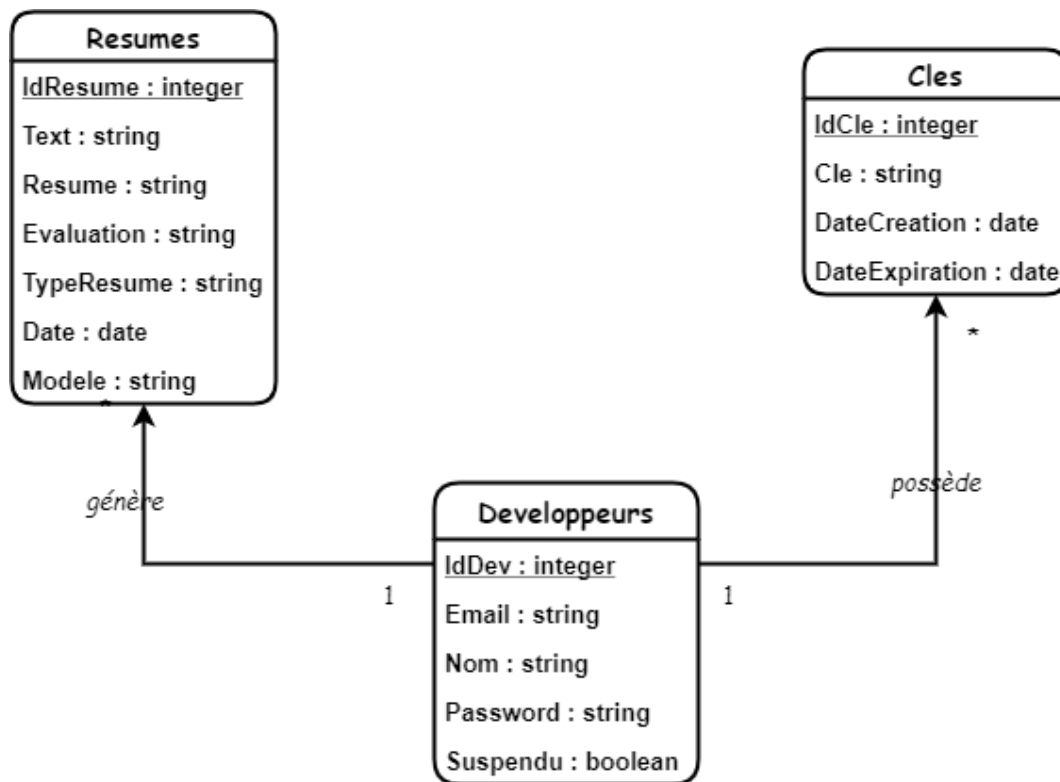 Resumes
IdResume : integer
Text : string
Resume : string
Evaluation : string
TypeResume : string
Date : date
Modele : string
*
génère
1
Cles
IdCle : integer
Cle : string
DateCreation : date
DateExpiration : date
*
possède
1
Developpeurs
IdDev : integer
Email : string
Nom : string
Password : string
Suspendu : boolean